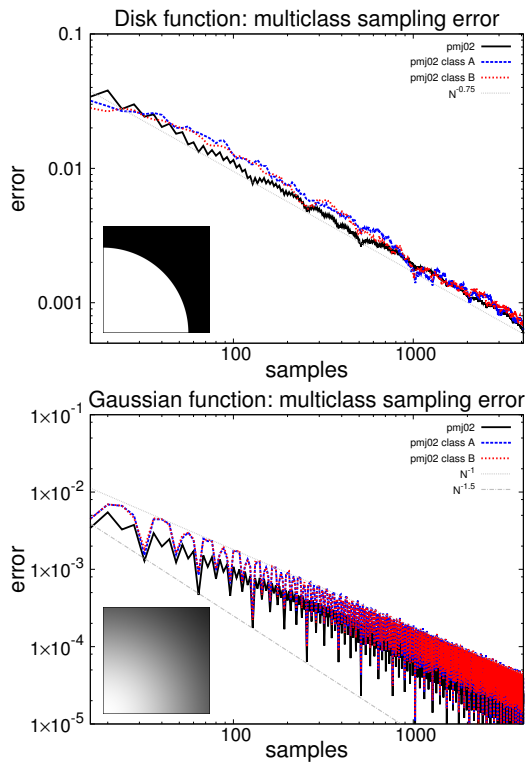 Disk function: multiclass sampling error
0.1
0.01
0.001
error
pmj02
pmj02 class A
pmj02 class B
N^-0.75
100
1000
samples
Gaussian function: multiclass sampling error
1×10^-1
1×10^-2
1×10^-3
1×10^-4
1×10^-5
error
pmj02
pmj02 class A
pmj02 class B
N^-1
N^-1.5
100
1000
samples